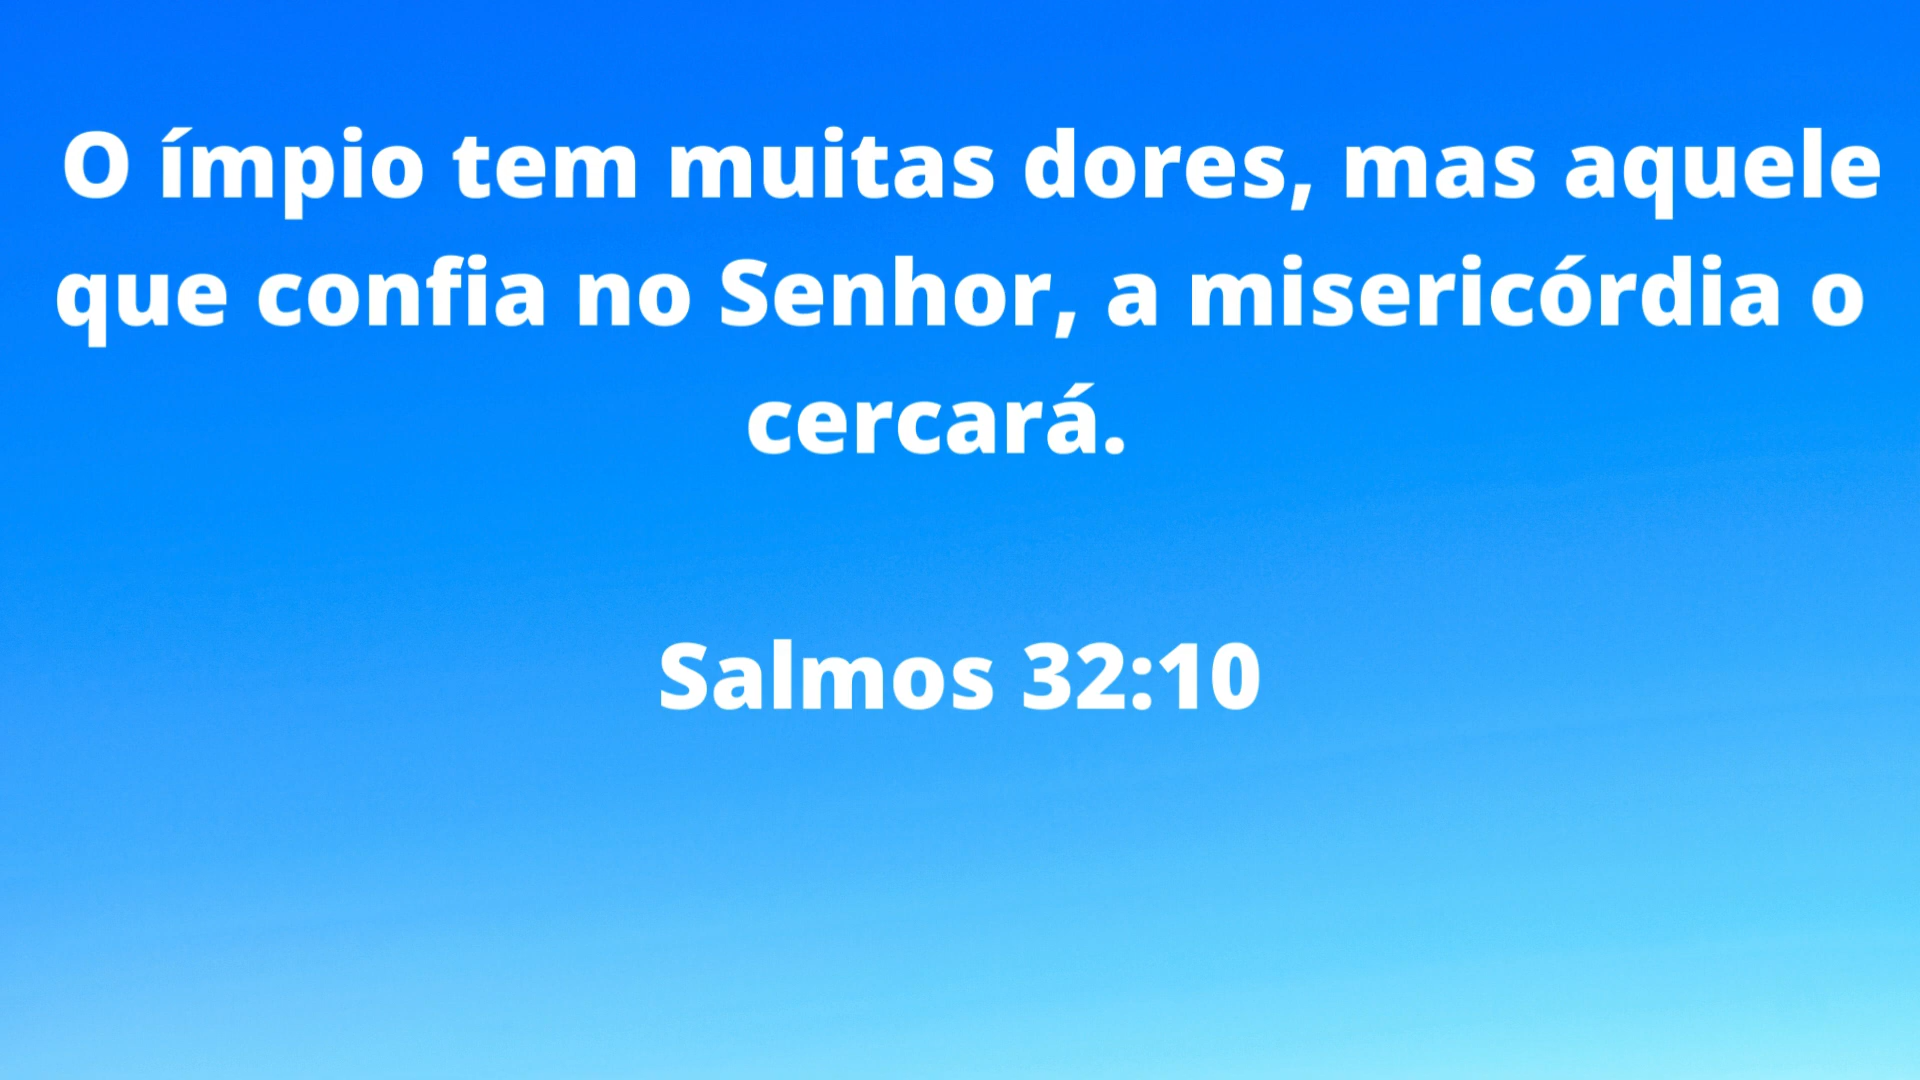 O ímpio tem muitas dores, mas aquele
que confia no Senhor, a misericórdia o
cercará.
Salmos 32:10